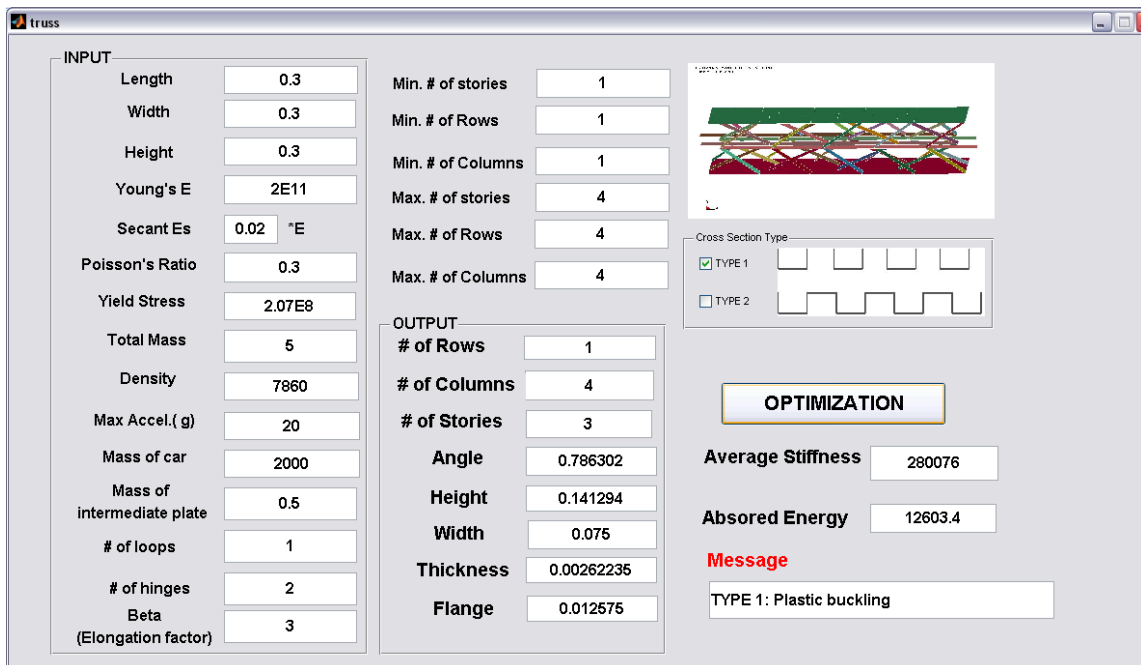 truss
INPUT
Length 0.3
Width 0.3
Height 0.3
Young's E 2E11
Secant Es 0.02 *E
Poisson's Ratio 0.3
Yield Stress 2.07E8
Total Mass 5
Density 7860
Max Accel.( g) 20
Mass of car 2000
Mass of
intermediate plate 0.5
# of loops 1
# of hinges 2
Beta
(Elongation factor) 3
Min. # of stories 1
Min. # of Rows 1
Min. # of Columns 1
Max. # of stories 4
Max. # of Rows 4
Max. # of Columns 4
OUTPUT
# of Rows 1
# of Columns 4
# of Stories 3
Angle 0.786302
Height 0.141294
Width 0.075
Thickness 0.00262235
Flange 0.012575
Cross Section Type
TYPE 1
TYPE 2
OPTIMIZATION
Average Stiffness 280076
Absored Energy 12603.4
Message
TYPE 1: Plastic buckling